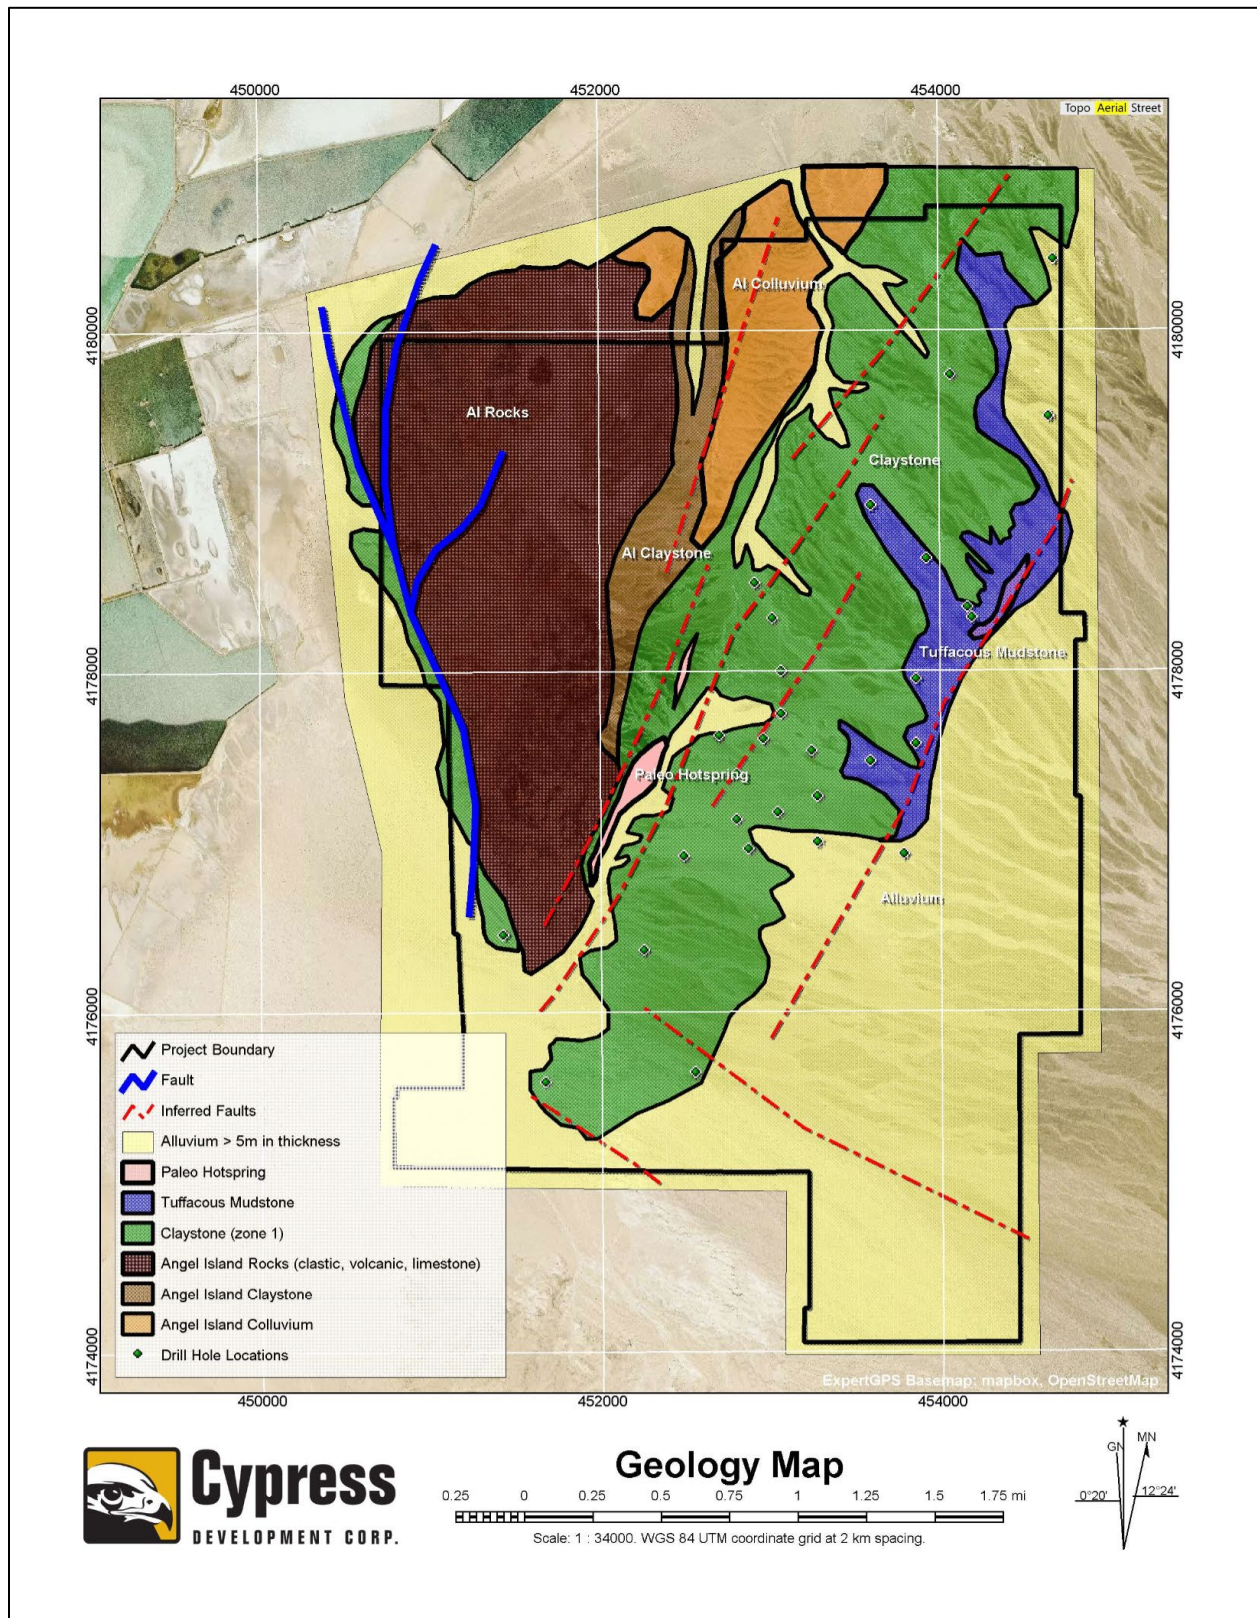 450000
452000
454000
Topo Aerial Street
4180000
4180000
4178000
4178000
4176000
4176000
4174000
4174000
AI Colluvium
AI Rocks
Claystone
AI Claystone
Tuffacous Mudstone
Paleo Hotspring
Alluvium
Project Boundary
Fault
Inferred Faults
Alluvium > 5m in thickness
Paleo Hotspring
Tuffacous Mudstone
Claystone (zone 1)
Angel Island Rocks (clastic, volcanic, limestone)
Angel Island Claystone
Angel Island Colluvium
Drill Hole Locations
ExpertGPS Basemap: mapbox, OpenStreetMap
450000
452000
454000
Cypress
DEVELOPMENT CORP.
Geology Map
0.25 0 0.25 0.5 0.75 1 1.25 1.5 1.75 mi
Scale: 1 : 34000. WGS 84 UTM coordinate grid at 2 km spacing.
GN MN
0°20' 12°24'